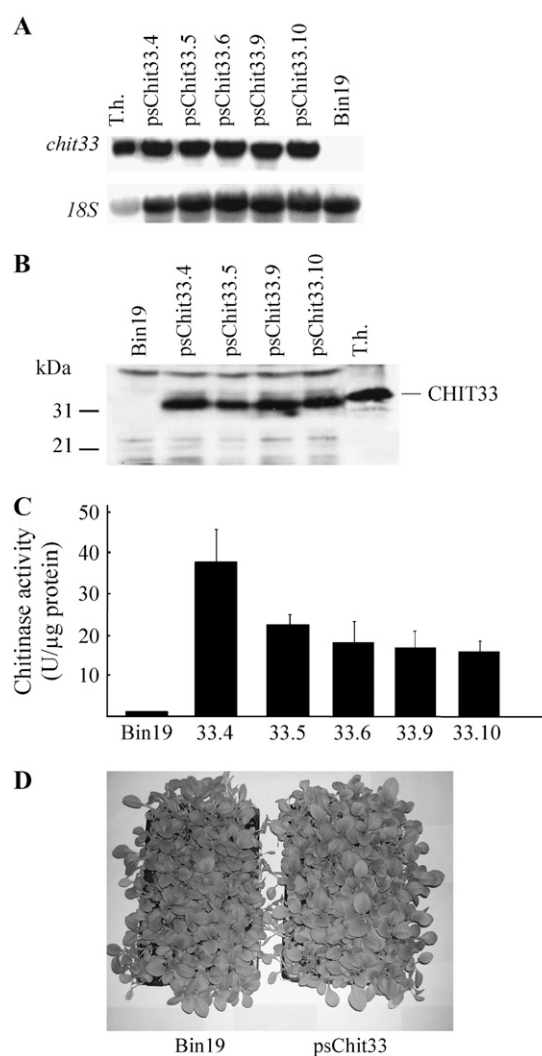 A
T.h.
psChit33.4
psChit33.5
psChit33.6
psChit33.9
psChit33.10
Bin19
chit33
18S
B
Bin19
psChit33.4
psChit33.5
psChit33.9
psChit33.10
T.h.
kDa
CHIT33
31
21
C
Chitinase activity
(U/µg protein)
50
40
30
20
10
Bin19 33.4 33.5 33.6 33.9 33.10
D
Bin19 psChit33